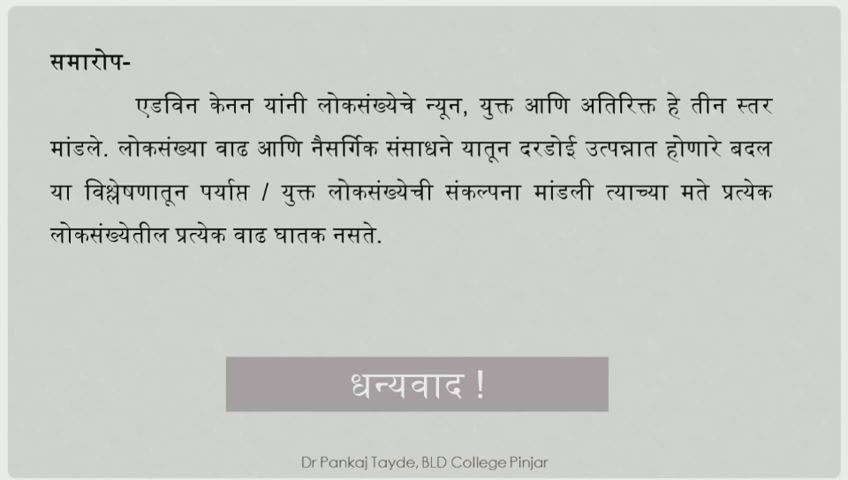 समारोप-
एडविन केनन यांनी लोकसंख्येचे न्यून, युक्त आणि अतिरिक्त हे तीन स्तर
मांडले. लोकसंख्या वाढ आणि नैसर्गिक संसाधने यातून दरडोई उत्पन्नात होणारे बदल
या विश्लेषणातून पर्याप्त / युक्त लोकसंख्येची संकल्पना मांडली त्याच्या मते प्रत्येक
लोकसंख्येतील प्रत्येक वाढ घातक नसते.
धन्यवाद !
Dr Pankaj Tayde, BLD College Pinjar